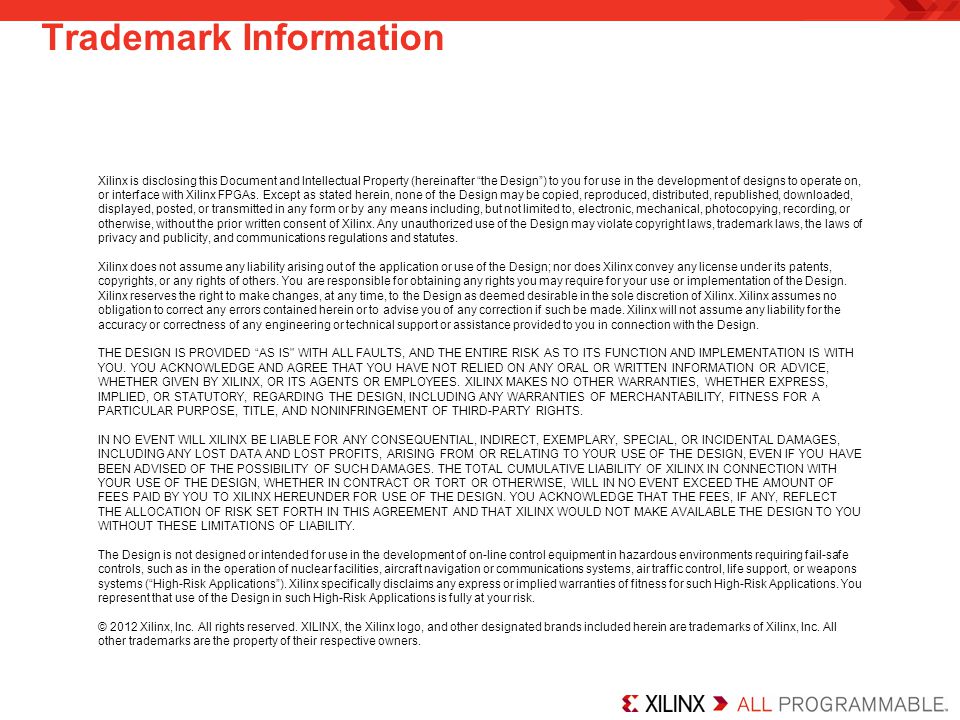 Trademark Information
Xilinx is disclosing this Document and Intellectual Property (hereinafter “the Design”) to you for use in the development of designs to operate on,
or interface with Xilinx FPGAs. Except as stated herein, none of the Design may be copied, reproduced, distributed, republished, downloaded,
displayed, posted, or transmitted in any form or by any means including, but not limited to, electronic, mechanical, photocopying, recording, or
otherwise, without the prior written consent of Xilinx. Any unauthorized use of the Design may violate copyright laws, trademark laws, the laws of
privacy and publicity, and communications regulations and statutes.
Xilinx does not assume any liability arising out of the application or use of the Design; nor does Xilinx convey any license under its patents,
copyrights, or any rights of others. You are responsible for obtaining any rights you may require for your use or implementation of the Design.
Xilinx reserves the right to make changes, at any time, to the Design as deemed desirable in the sole discretion of Xilinx. Xilinx assumes no
obligation to correct any errors contained herein or to advise you of any correction if such be made. Xilinx will not assume any liability for the
accuracy or correctness of any engineering or technical support or assistance provided to you in connection with the Design.
THE DESIGN IS PROVIDED “AS IS" WITH ALL FAULTS, AND THE ENTIRE RISK AS TO ITS FUNCTION AND IMPLEMENTATION IS WITH
YOU. YOU ACKNOWLEDGE AND AGREE THAT YOU HAVE NOT RELIED ON ANY ORAL OR WRITTEN INFORMATION OR ADVICE,
WHETHER GIVEN BY XILINX, OR ITS AGENTS OR EMPLOYEES. XILINX MAKES NO OTHER WARRANTIES, WHETHER EXPRESS,
IMPLIED, OR STATUTORY, REGARDING THE DESIGN, INCLUDING ANY WARRANTIES OF MERCHANTABILITY, FITNESS FOR A
PARTICULAR PURPOSE, TITLE, AND NONINFRINGEMENT OF THIRD-PARTY RIGHTS.
IN NO EVENT WILL XILINX BE LIABLE FOR ANY CONSEQUENTIAL, INDIRECT, EXEMPLARY, SPECIAL, OR INCIDENTAL DAMAGES,
INCLUDING ANY LOST DATA AND LOST PROFITS, ARISING FROM OR RELATING TO YOUR USE OF THE DESIGN, EVEN IF YOU HAVE
BEEN ADVISED OF THE POSSIBILITY OF SUCH DAMAGES. THE TOTAL CUMULATIVE LIABILITY OF XILINX IN CONNECTION WITH
YOUR USE OF THE DESIGN, WHETHER IN CONTRACT OR TORT OR OTHERWISE, WILL IN NO EVENT EXCEED THE AMOUNT OF
FEES PAID BY YOU TO XILINX HEREUNDER FOR USE OF THE DESIGN. YOU ACKNOWLEDGE THAT THE FEES, IF ANY, REFLECT
THE ALLOCATION OF RISK SET FORTH IN THIS AGREEMENT AND THAT XILINX WOULD NOT MAKE AVAILABLE THE DESIGN TO YOU
WITHOUT THESE LIMITATIONS OF LIABILITY.
The Design is not designed or intended for use in the development of on-line control equipment in hazardous environments requiring fail-safe
controls, such as in the operation of nuclear facilities, aircraft navigation or communications systems, air traffic control, life support, or weapons
systems (“High-Risk Applications”). Xilinx specifically disclaims any express or implied warranties of fitness for such High-Risk Applications. You
represent that use of the Design in such High-Risk Applications is fully at your risk.
© 2012 Xilinx, Inc. All rights reserved. XILINX, the Xilinx logo, and other designated brands included herein are trademarks of Xilinx, Inc. All
other trademarks are the property of their respective owners.
XILINX ALL PROGRAMMABLE™